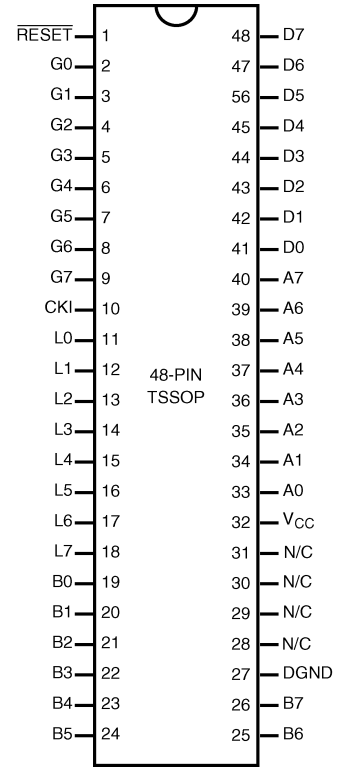 RESET 1 48 D7
G0 2 47 D6
G1 3 56 D5
G2 4 45 D4
G3 5 44 D3
G4 6 43 D2
G5 7 42 D1
G6 8 41 D0
G7 9 40 A7
CKI 10 39 A6
L0 11 38 A5
L1 12 37 A4
48-PIN
TSSOP
L2 13 36 A3
L3 14 35 A2
L4 15 34 A1
L5 16 33 A0
L6 17 32 VCC
L7 18 31 N/C
B0 19 30 N/C
B1 20 29 N/C
B2 21 28 N/C
B3 22 27 DGND
B4 23 26 B7
B5 24 25 B6